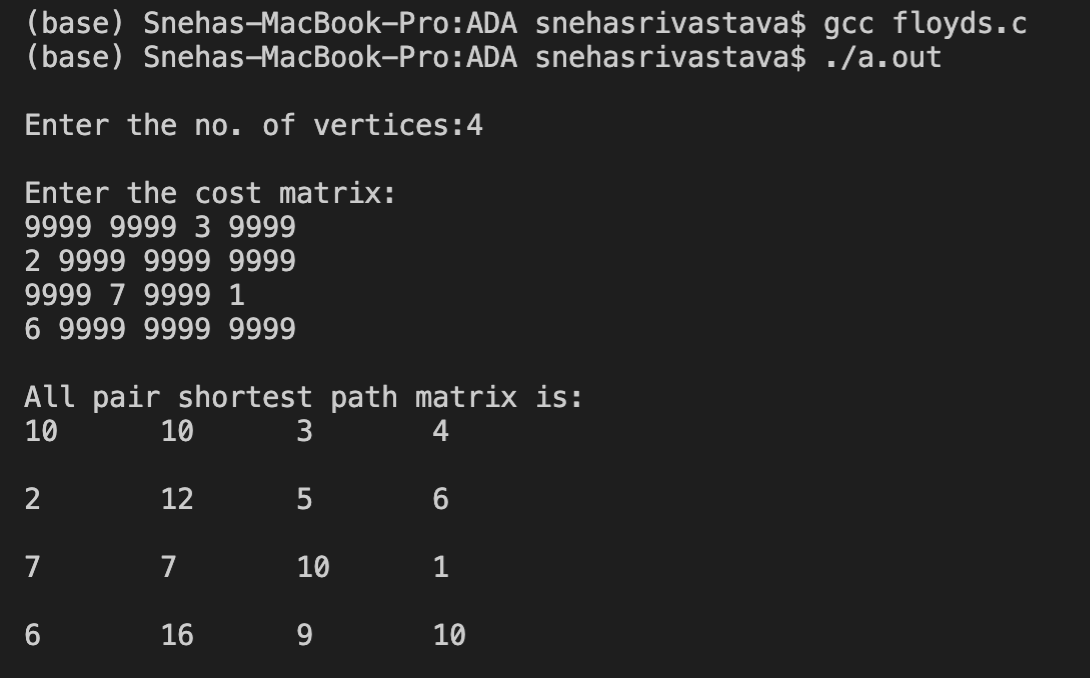 (base) Snehas-MacBook-Pro:ADA snehasrivastava$ gcc floyds.c
(base) Snehas-MacBook-Pro:ADA snehasrivastava$ ./a.out
Enter the no. of vertices:4
Enter the cost matrix:
9999 9999 3 9999
2 9999 9999 9999
9999 7 9999 1
6 9999 9999 9999
All pair shortest path matrix is:
10 10 3 4
2 12 5 6
7 7 10 1
6 16 9 10